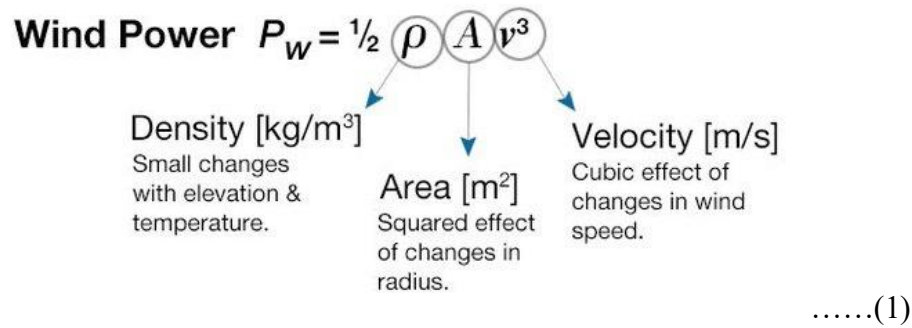 Wind Power P_W = ½ ρ A v³
Density [kg/m³]
Small changes
with elevation &
temperature.
Area [m²]
Squared effect
of changes in
radius.
Velocity [m/s]
Cubic effect of
changes in wind
speed.
......(1)